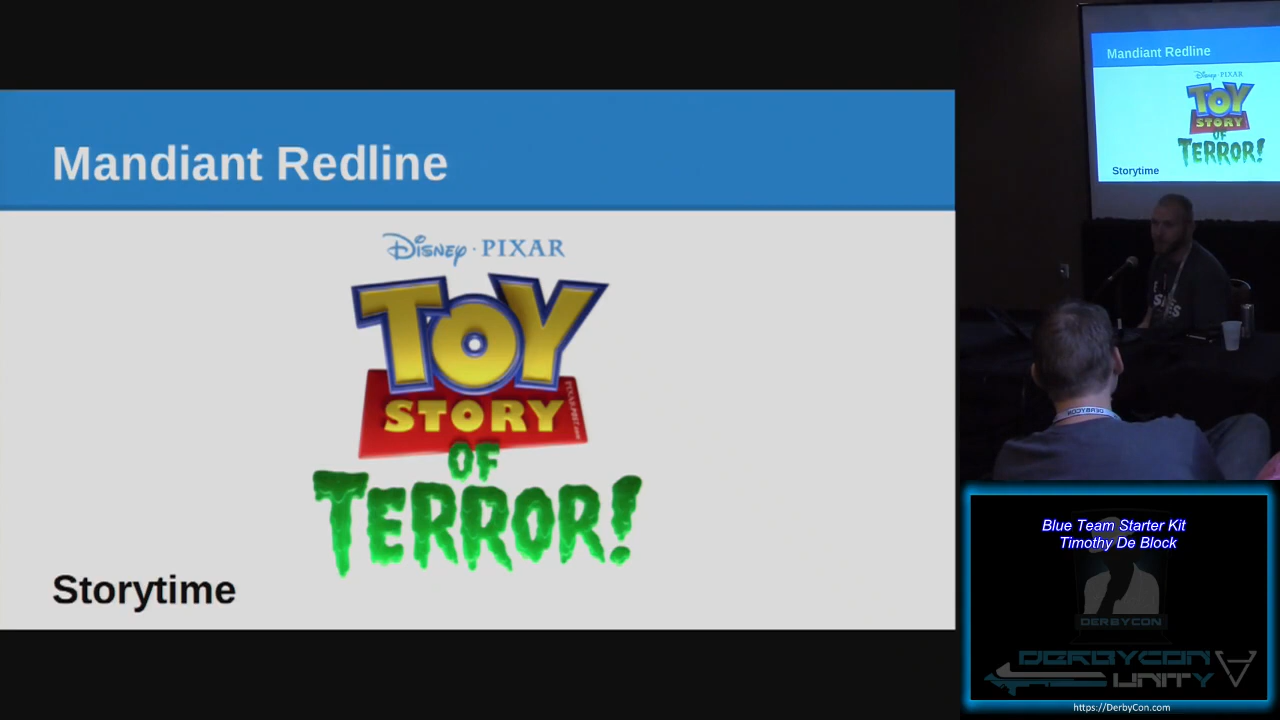 Mandiant Redline
DISNEY · PIXAR
TOY
STORY
OF
TERROR!
Storytime
Mandiant Redline
DISNEY · PIXAR
TOY
STORY
OF
TERROR!
Storytime
DERBYCON
Blue Team Starter Kit
Timothy De Block
DERBYCON
DERBYCON
UNITY
https://DerbyCon.com